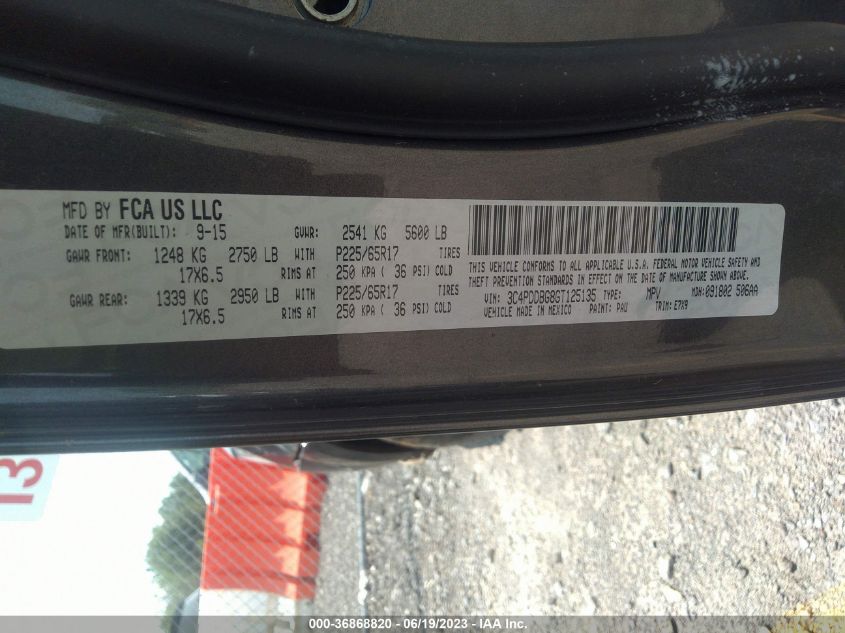 MFD BY FCA US LLC
DATE OF MFR(BUILT): 9-15 GVWR: 2541 KG 5600 LB
GAWR FRONT: 1248 KG 2750 LB WITH P225/65R17 TIRES
17X6.5 RIMS AT 250 KPA ( 36 PSI) COLD
GAWR REAR: 1339 KG 2950 LB WITH P225/65R17 TIRES
17X6.5 RIMS AT 250 KPA ( 36 PSI) COLD
THIS VEHICLE CONFORMS TO ALL APPLICABLE U.S.A. FEDERAL MOTOR VEHICLE SAFETY AND
THEFT PREVENTION STANDARDS IN EFFECT ON THE DATE OF MANUFACTURE SHOWN ABOVE.
VIN: 3C4PDDBG8GT125135 TYPE: MPV MDH: 091802 506AA
VEHICLE MADE IN MEXICO PAINT: PAU TRIM: E7X9
13
000-36868820 - 06/19/2023 - IAA Inc.